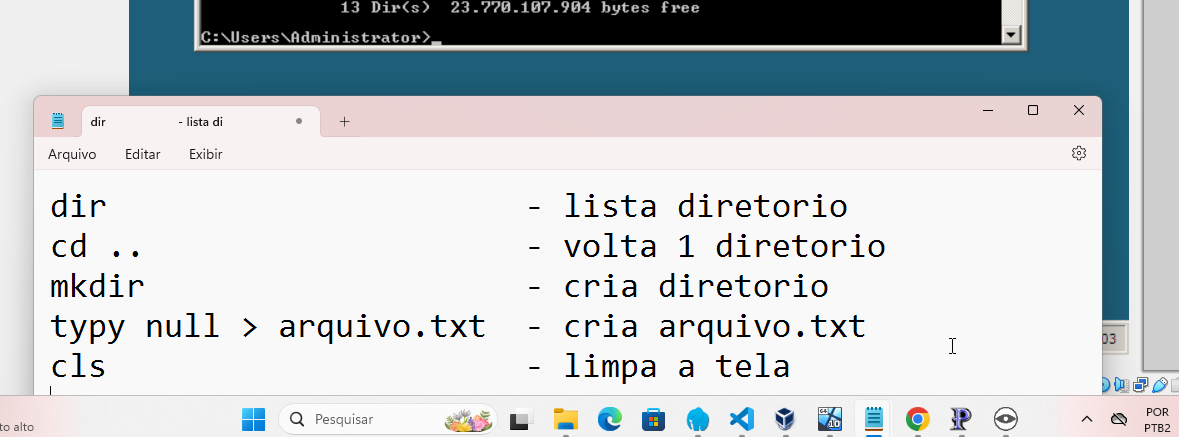 13 Dir(s) 23.770.107.904 bytes free
C:\Users\Administrator>_
dir - lista di
Arquivo Editar Exibir
dir - lista diretorio
cd .. - volta 1 diretorio
mkdir - cria diretorio
typy null > arquivo.txt - cria arquivo.txt
cls - limpa a tela
03
to alto
Pesquisar
64
10
POR
PTB2